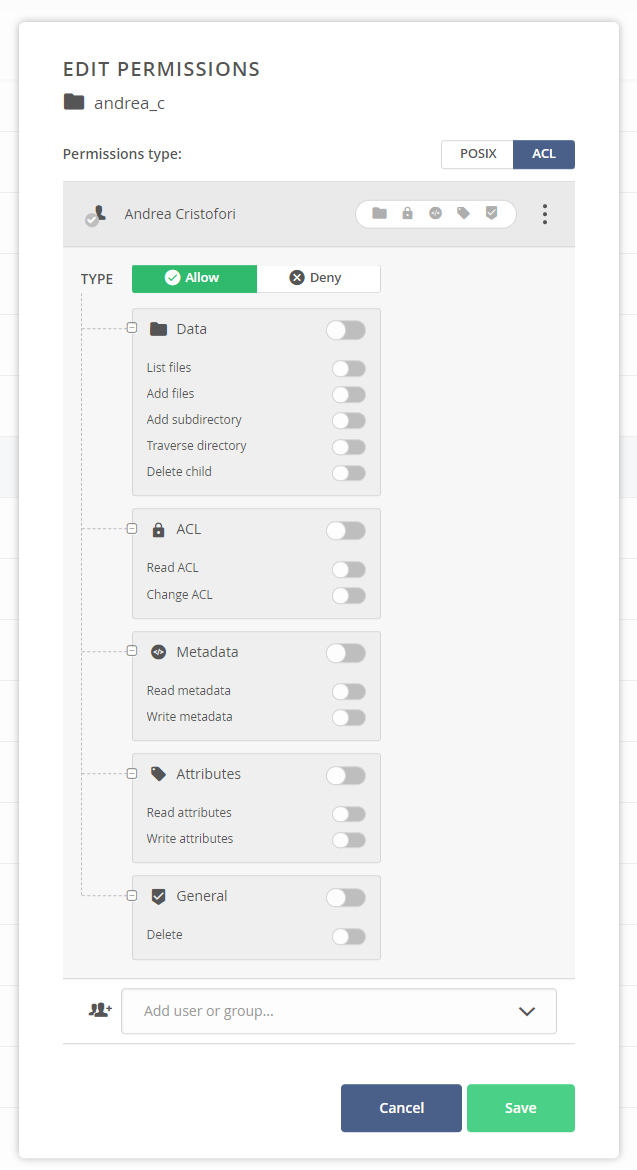 EDIT PERMISSIONS
andrea_c
Permissions type:
POSIX ACL
Andrea Cristofori
TYPE Allow Deny
Data
List files
Add files
Add subdirectory
Traverse directory
Delete child
ACL
Read ACL
Change ACL
Metadata
Read metadata
Write metadata
Attributes
Read attributes
Write attributes
General
Delete
Add user or group...
Cancel Save